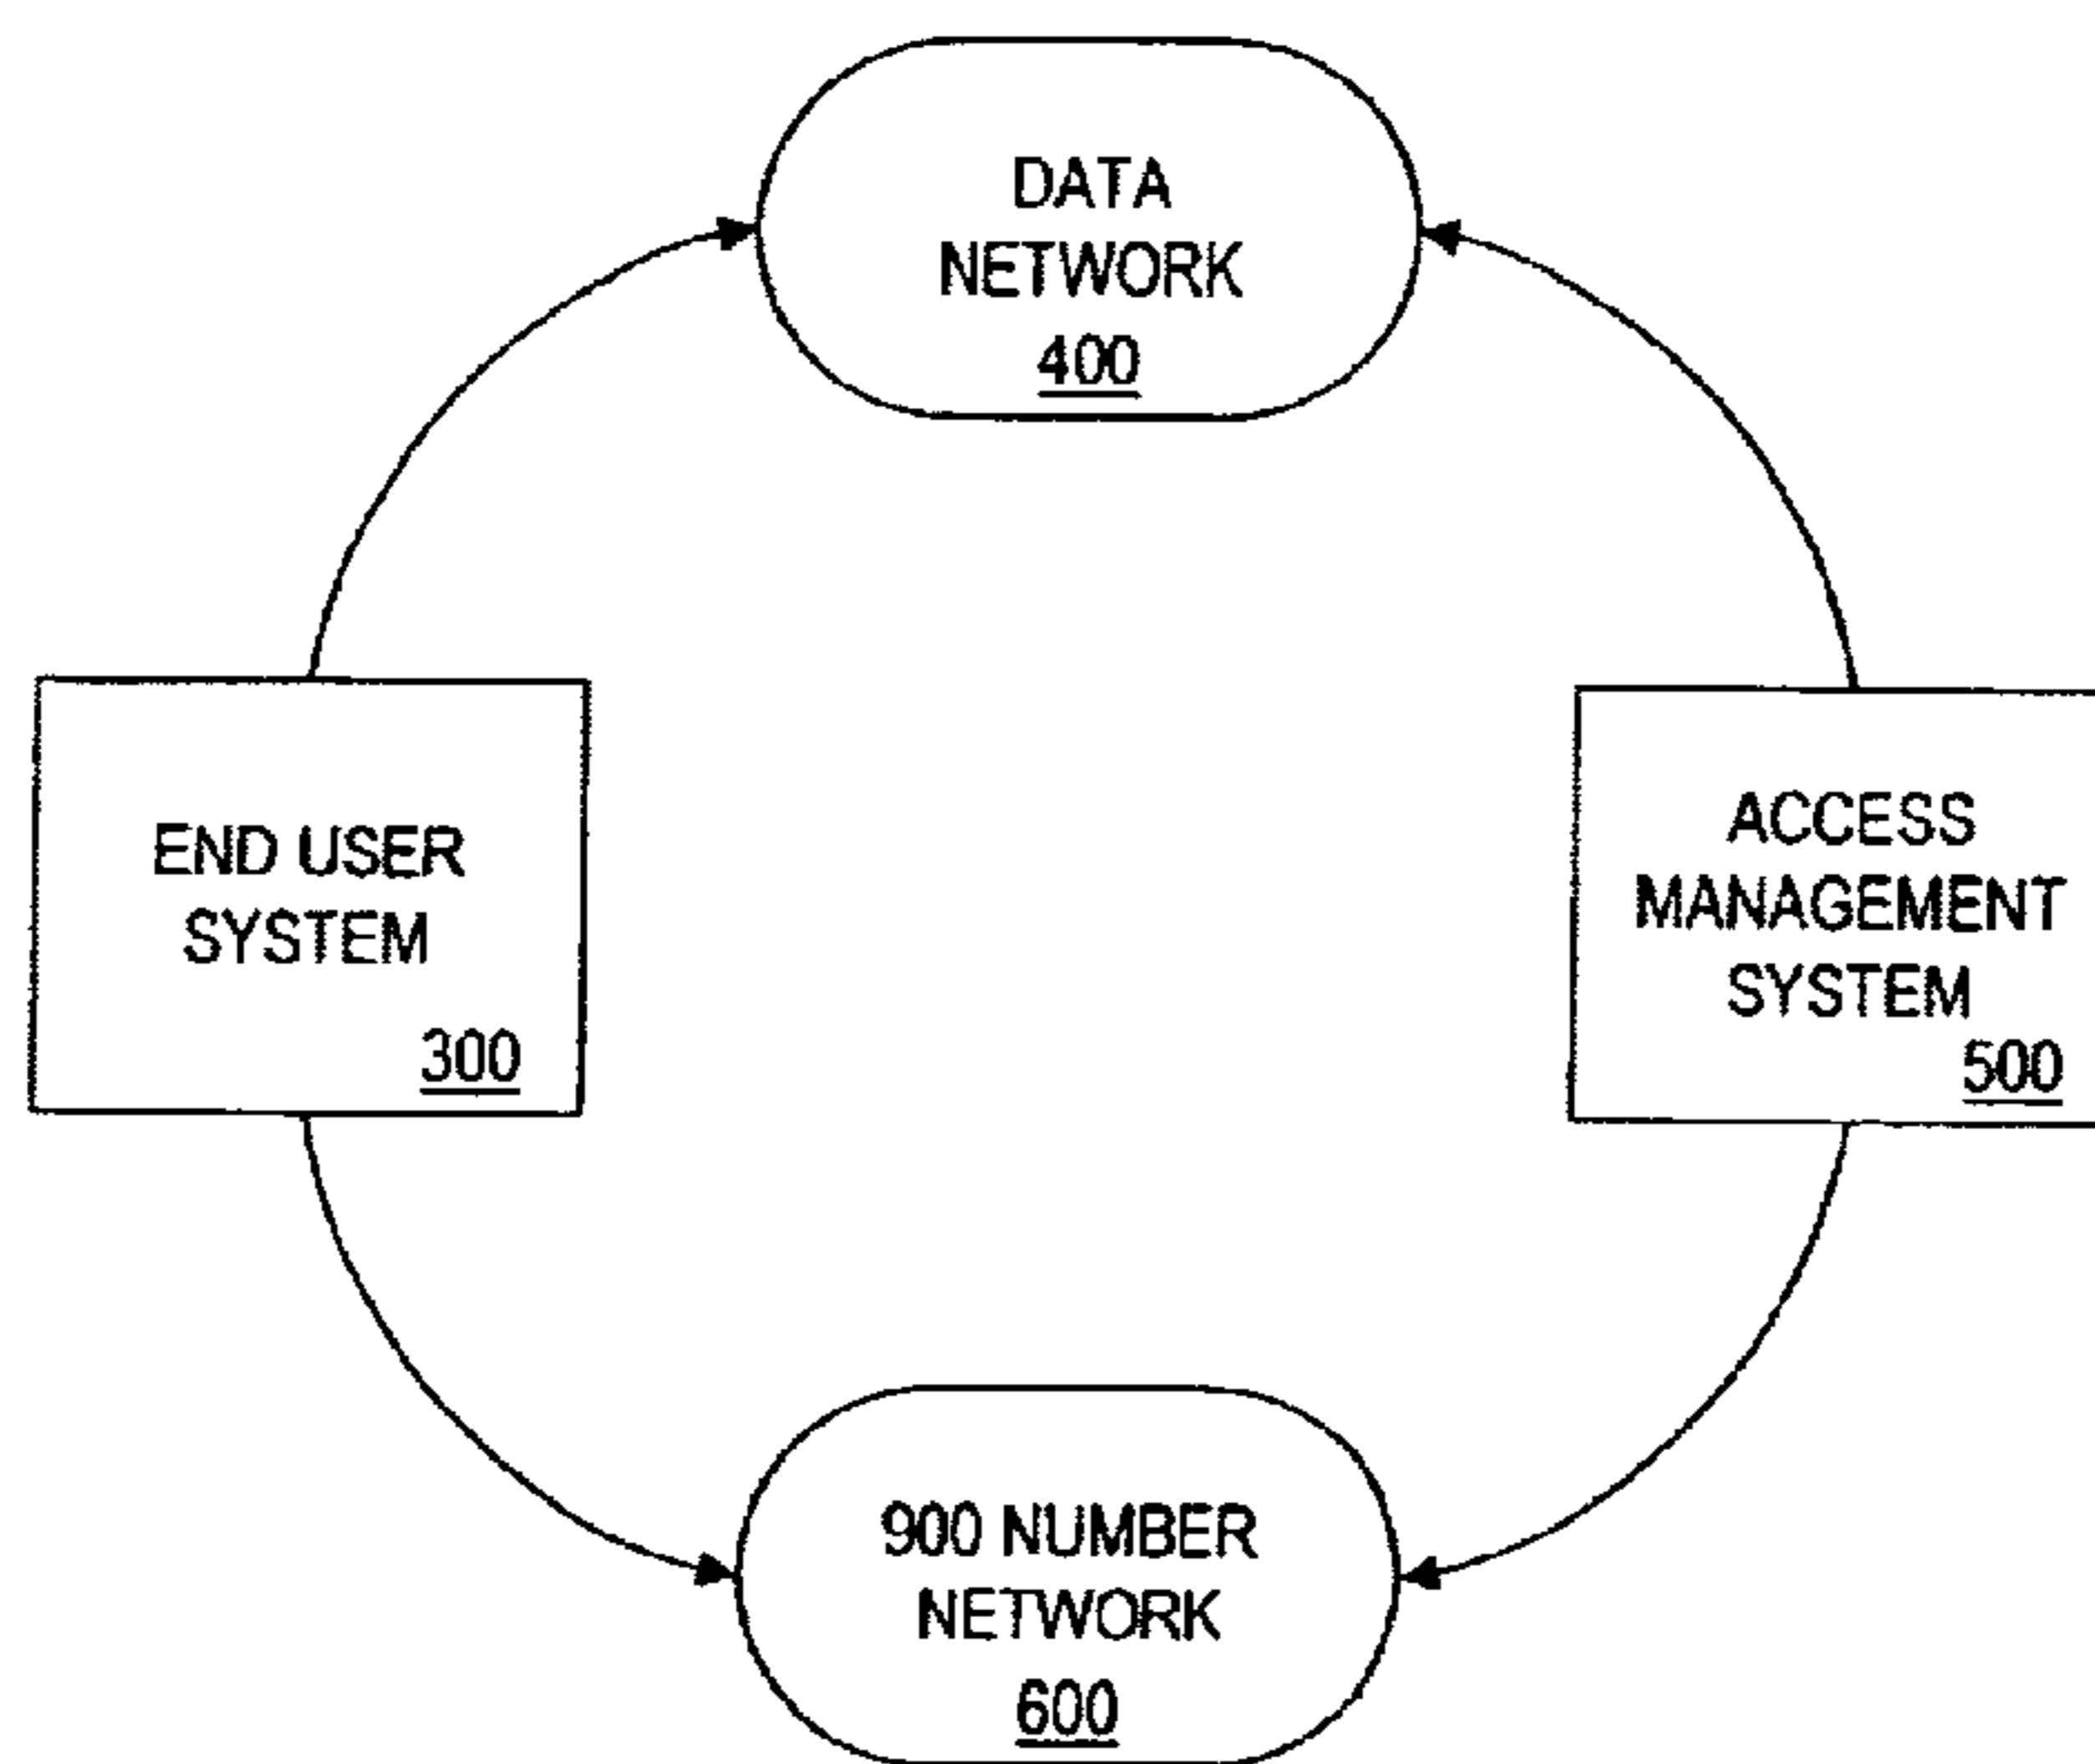 DATA
NETWORK
400
END USER
SYSTEM
300
ACCESS
MANAGEMENT
SYSTEM
500
900 NUMBER
NETWORK
600